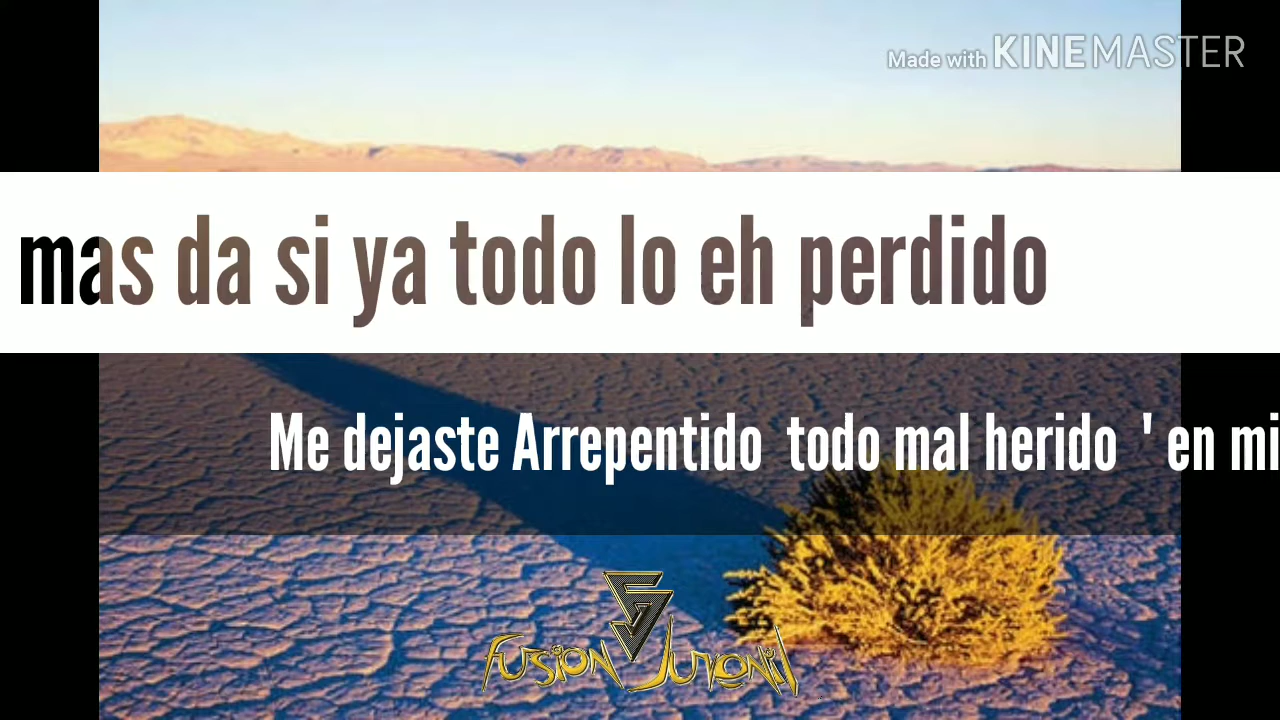 Made with KINEMASTER
mas da si ya todo lo eh perdido
Me dejaste Arrepentido todo mal herido ' en mi
Fusion Juvenil